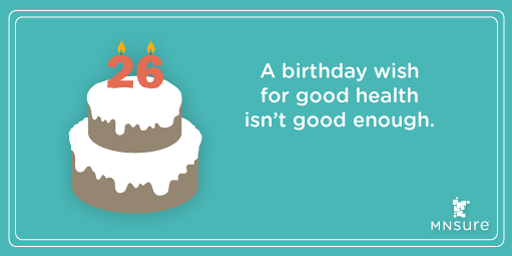 26
A birthday wish
for good health
isn't good enough.
MNsure